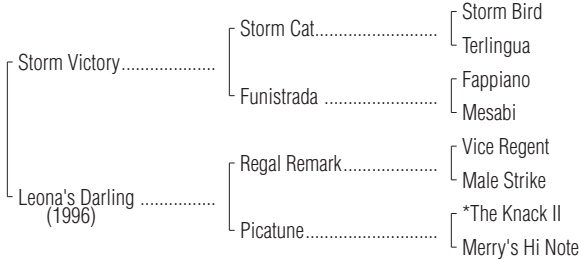 Storm Bird
Storm Cat....................
Terlingua
Storm Victory...................
Fappiano
Funistrada ..................
Mesabi
Vice Regent
Regal Remark...............
Male Strike
Leona's Darling ............
(1996)
*The Knack II
Picatune.....................
Merry's Hi Note